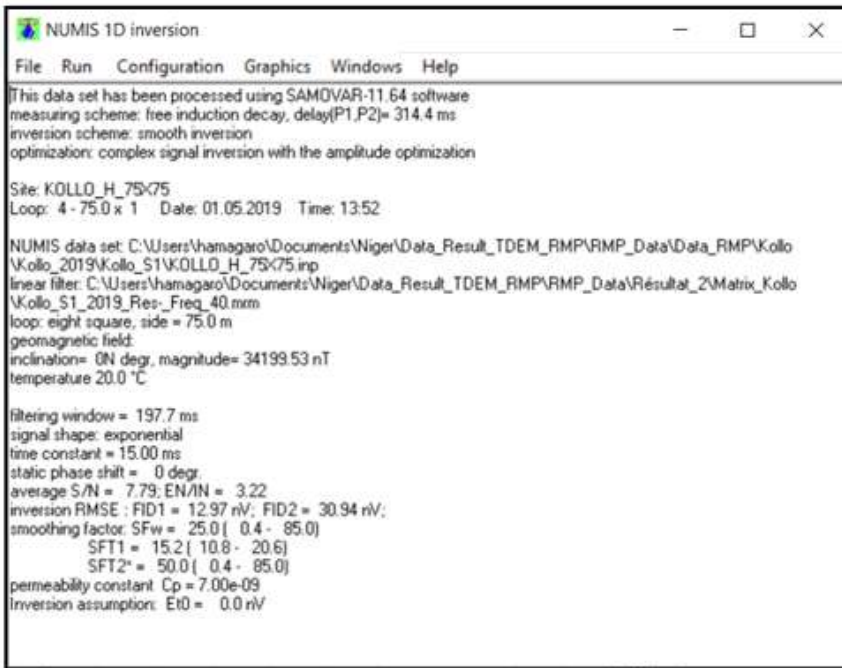 NUMIS 1D inversion
File Run Configuration Graphics Windows Help
This data set has been processed using SAMOVAR-11.64 software
measuring scheme: free induction decay, delay(P1,P2)= 314.4 ms
inversion scheme: smooth inversion
optimization: complex signal inversion with the amplitude optimization
Site: KOLLO_H_75X75
Loop: 4 - 75.0 x 1 Date: 01.05.2019 Time: 13:52
NUMIS data set: C:\Users\hamagaro\Documents\Niger\Data_Result_TDEM_RMP\RMP_Data\Data_RMP\Kollo
\Kollo_2019\Kollo_S1\KOLLO_H_75X75.inp
linear filter: C:\Users\hamagaro\Documents\Niger\Data_Result_TDEM_RMP\RMP_Data\Résultat_2\Matrix_Kollo
\Kollo_S1_2019_Res-_Freq_40.mrm
loop: eight square, side = 75.0 m
geomagnetic field:
inclination= 0N degr, magnitude= 34199.53 nT
temperature 20.0 °C
filtering window = 197.7 ms
signal shape: exponential
time constant = 15.00 ms
static phase shift = 0 degr.
average S/N = 7.79; EN/IN = 3.22
inversion RMSE : FID1 = 12.97 nV; FID2 = 30.94 nV;
smoothing factor: SFw = 25.0 ( 0.4 - 85.0)
SFT1 = 15.2 ( 10.8 - 20.6)
SFT2* = 50.0 ( 0.4 - 85.0)
permeability constant Cp = 7.00e-09
Inversion assumption: Et0 = 0.0 nV